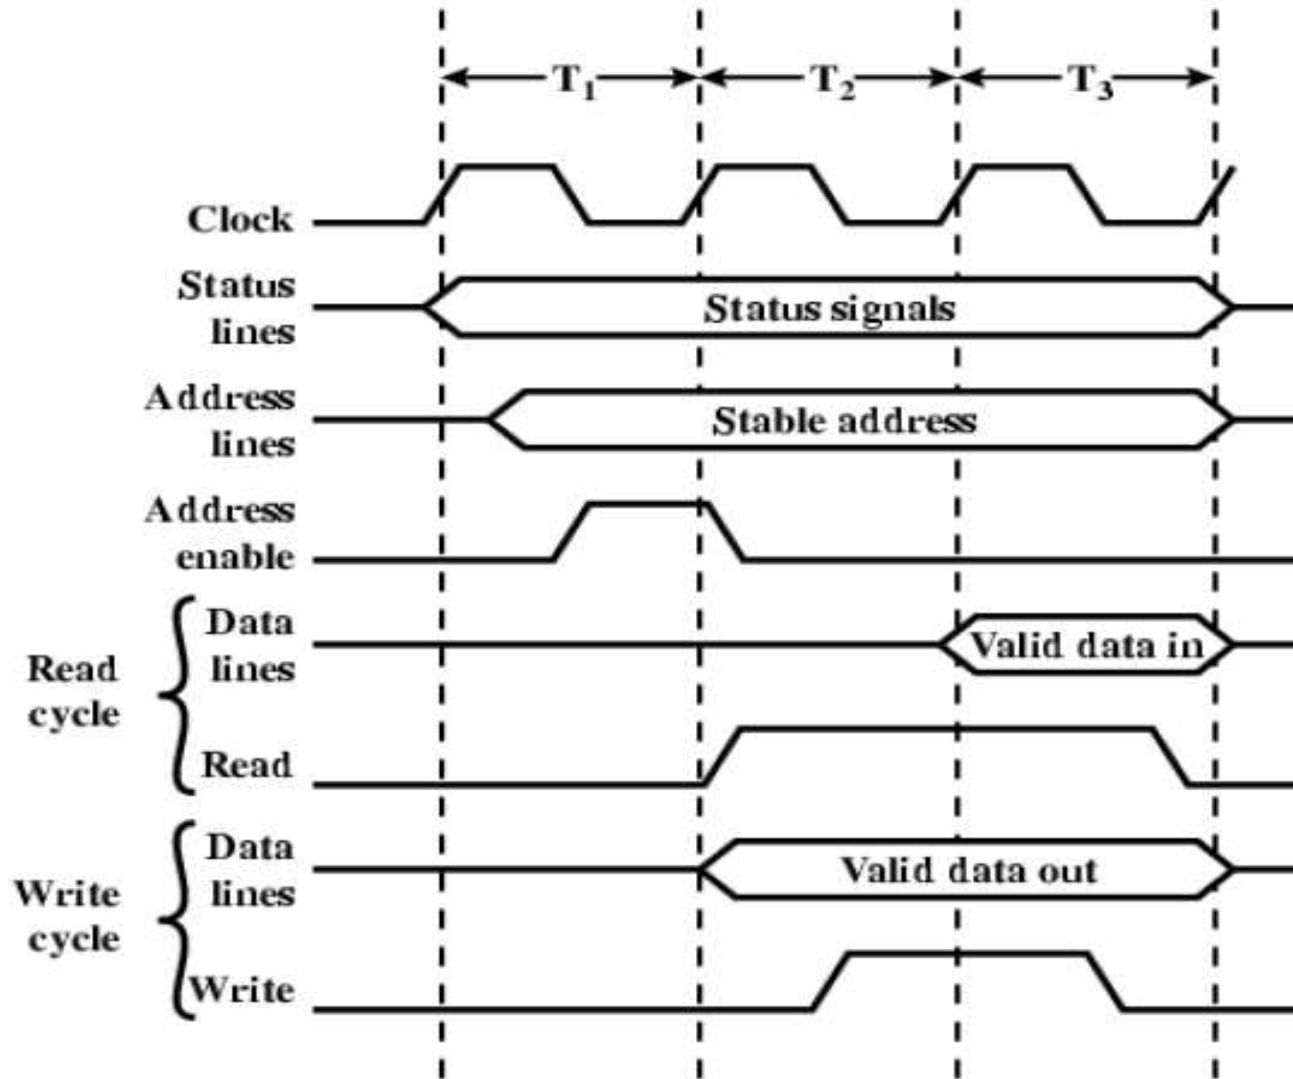 T1 T2 T3
Clock
Status
lines
Status signals
Address
lines
Stable address
Address
enable
Read
cycle
Data
lines
Valid data in
Read
Write
cycle
Data
lines
Valid data out
Write